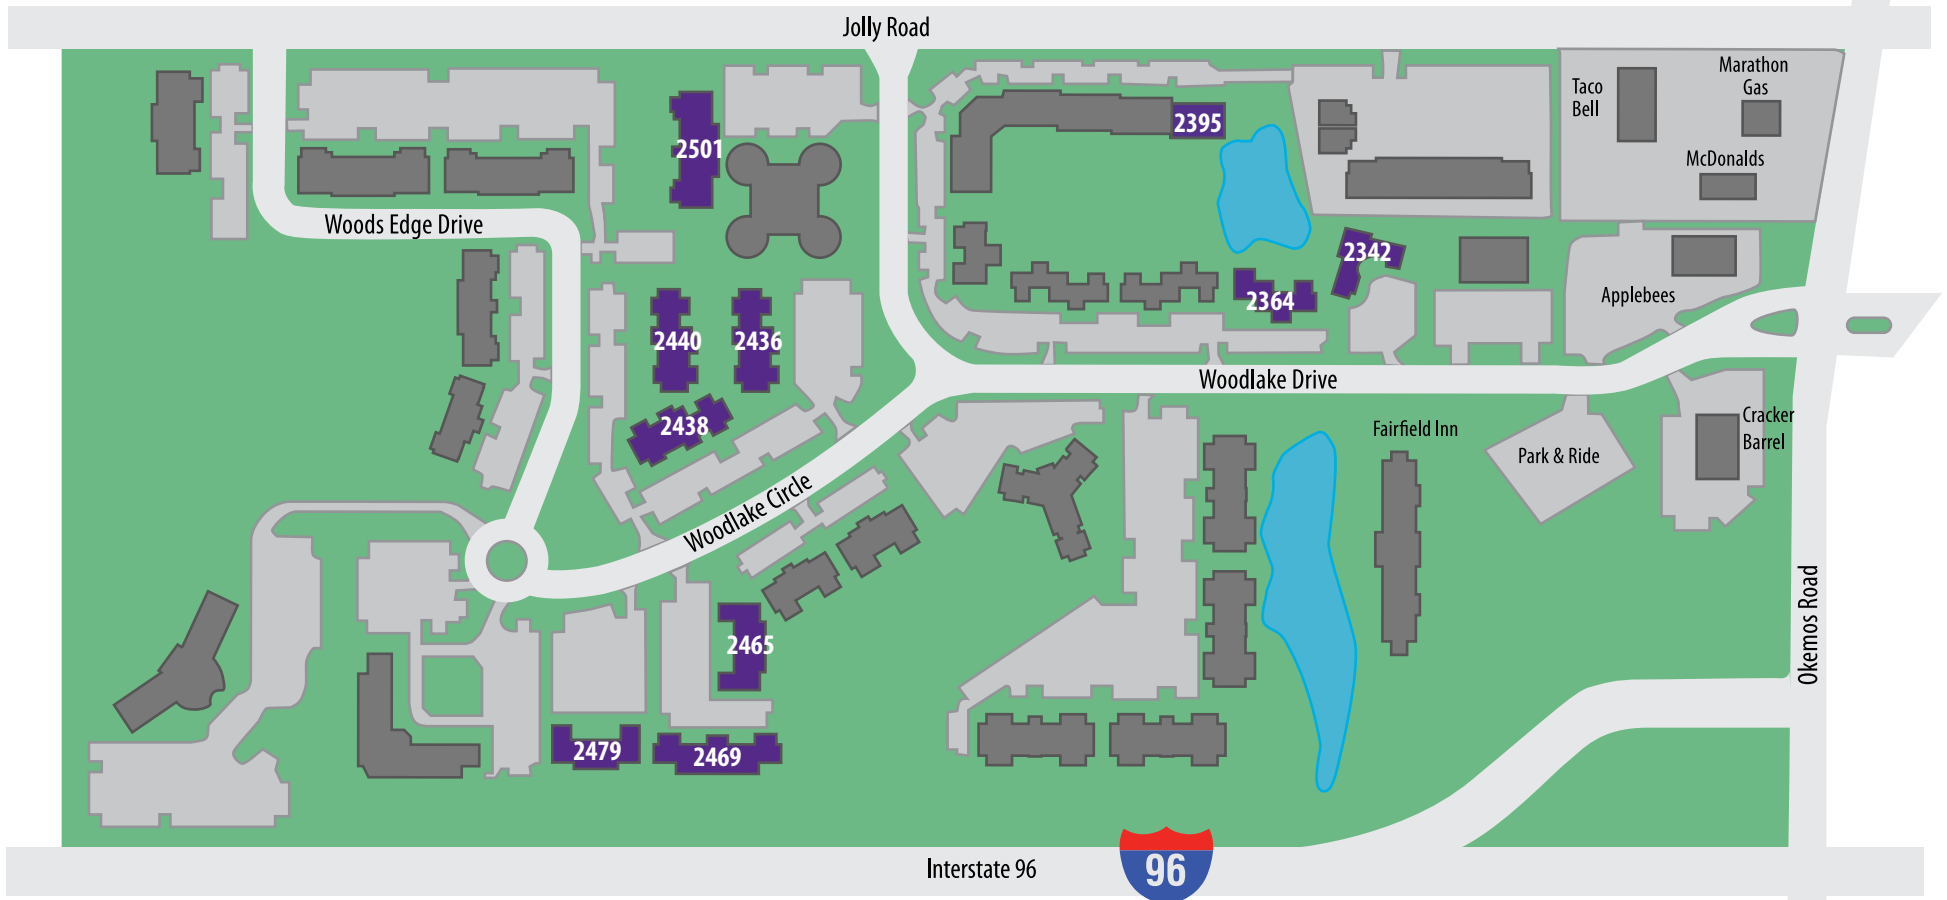 Jolly Road
Marathon
Gas
Taco
Bell
2395
2501
McDonalds
Woods Edge Drive
2342
2364
Applebees
2440
2436
Woodlake Drive
2438
Cracker
Barrel
Fairfield Inn
Park & Ride
Woodlake Circle
Okemos Road
2465
2479
2469
Interstate 96
96